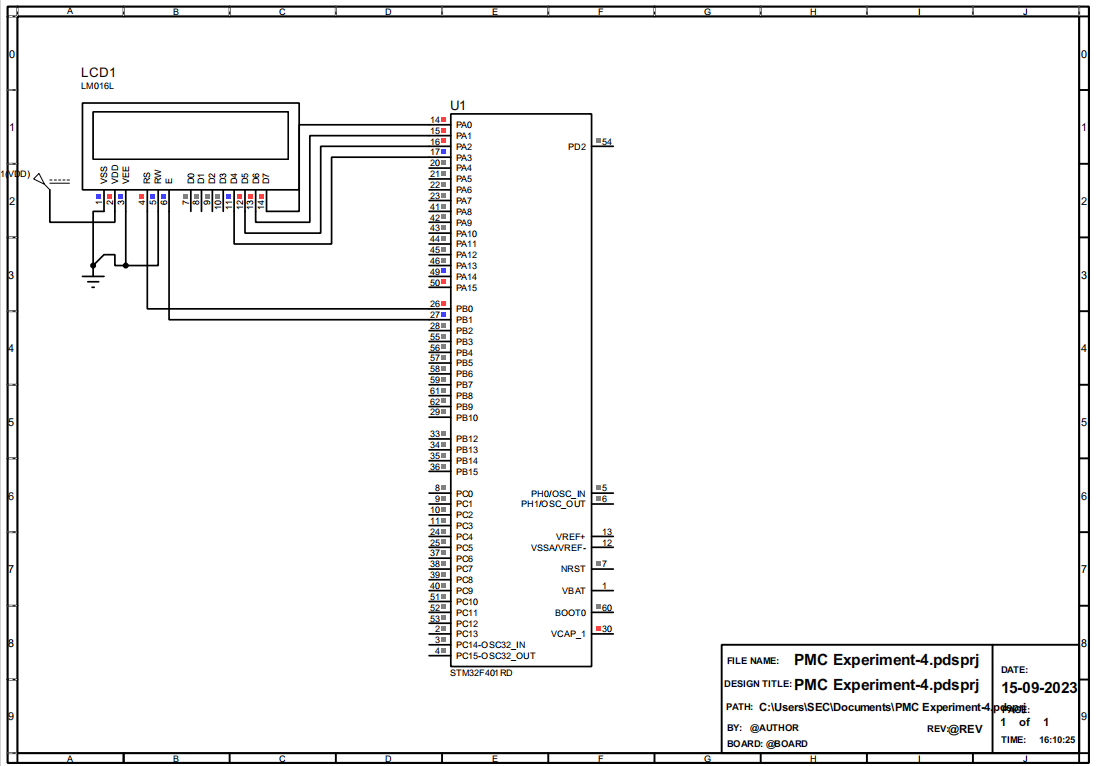 A B C D E F G H I J
0 0
LCD1
LM016L
U1
1 1
14 PA0
15 PA1
16 PA2
17 PA3
20 PA4
21 PA5
22 PA6
23 PA7
41 PA8
42 PA9
43 PA10
44 PA11
45 PA12
46 PA13
49 PA14
50 PA15
26 PB0
27 PB1
28 PB2
55 PB3
56 PB4
57 PB5
58 PB6
59 PB7
61 PB8
62 PB9
29 PB10
33 PB12
34 PB13
35 PB14
36 PB15
8 PC0
9 PC1
10 PC2
11 PC3
24 PC4
25 PC5
37 PC6
38 PC7
39 PC8
40 PC9
51 PC10
52 PC11
53 PC12
2 PC13
3 PC14-OSC32_IN
4 PC15-OSC32_OUT
PD2 54
PH0/OSC_IN 5
PH1/OSC_OUT 6
VREF+ 13
VSSA/VREF- 12
NRST 7
VBAT 1
BOOT0 60
VCAP_1 30
STM32F401RD
1(VDD)
VSS VDD VEE RS RW E D0 D1 D2 D3 D4 D5 D6 D7
1 2 3 4 5 6 7 8 9 10 11 12 13 14
2 2
3 3
4 4
5 5
6 6
7 7
8 8
9 9
FILE NAME: PMC Experiment-4.pdsprj
DESIGN TITLE: PMC Experiment-4.pdsprj
PATH: C:\Users\SEC\Documents\PMC Experiment-4.pdsprj
BY: @AUTHOR
REV:@REV
BOARD: @BOARD
DATE:
15-09-2023
PAGE:
1 of 1
TIME: 16:10:25
A B C D E F G H I J